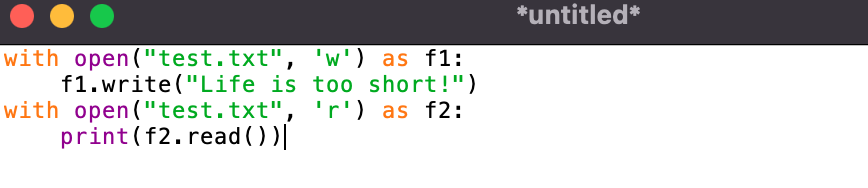 *untitled*
with open("test.txt", 'w') as f1:
    f1.write("Life is too short!")
with open("test.txt", 'r') as f2:
    print(f2.read())